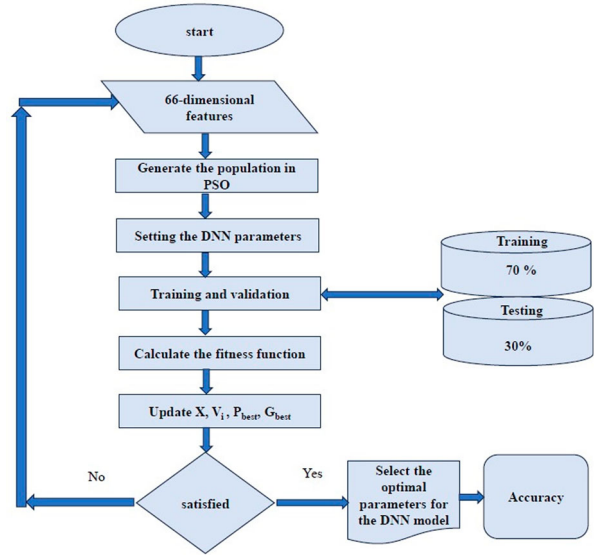 start
66-dimensional
features
Generate the population in
PSO
Setting the DNN parameters
Training and validation
Training
70 %
Testing
30%
Calculate the fitness function
Update X, Vi , Pbest, Gbest
No
satisfied
Yes
Select the
optimal
parameters for
the DNN model
Accuracy